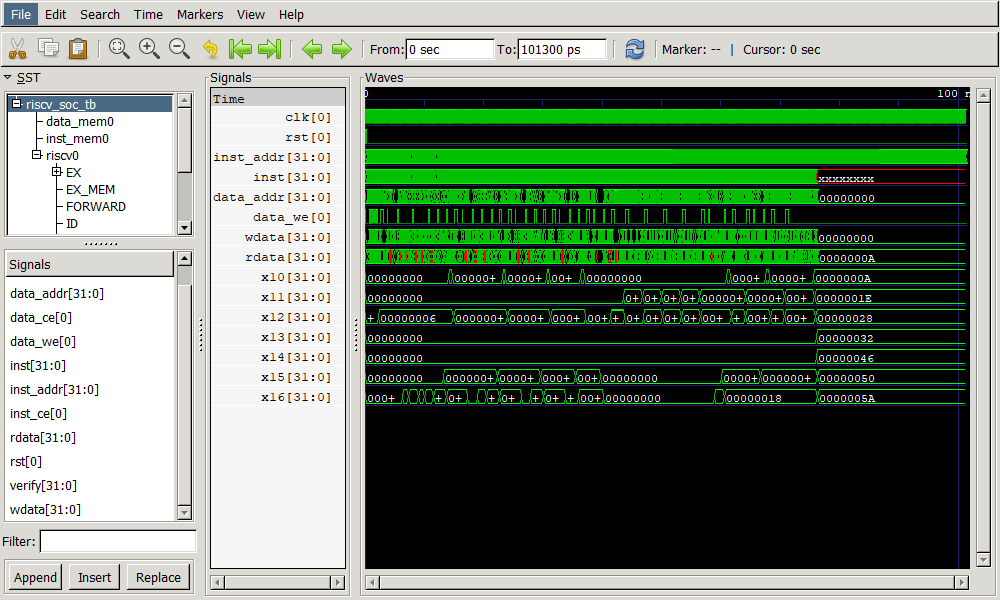 File Edit Search Time Markers View Help
From: 0 sec To: 101300 ps Marker: -- | Cursor: 0 sec
SST
riscv_soc_tb
data_mem0
inst_mem0
riscv0
EX
EX_MEM
FORWARD
ID
Signals
data_addr[31:0]
data_ce[0]
data_we[0]
inst[31:0]
inst_addr[31:0]
inst_ce[0]
rdata[31:0]
rst[0]
verify[31:0]
wdata[31:0]
Filter:
Append Insert Replace
Signals
Time
clk[0]
rst[0]
inst_addr[31:0]
inst[31:0]
data_addr[31:0]
data_we[0]
wdata[31:0]
rdata[31:0]
x10[31:0]
x11[31:0]
x12[31:0]
x13[31:0]
x14[31:0]
x15[31:0]
x16[31:0]
Waves
100
xxxxxxxx
00000000
00000000
0000000A
00000000 00000+ 0000+ 00+ 00000000 000+ 0000+ 0000000A
00000000 0+ 0+ 0+ 0+ 00000+ 0000+ 00+ 0000001E
+ 00000006 000000+ 0000+ 000+ 00+ + 0+ 0+ 0+ 0+ 00+ + 00+ + 00+ 00000028
00000000 00000032
00000000 00000046
00000000 000000+ 0000+ 000+ 00+ 00000000 0000+ 000000+ 00000050
000+ + 0+ + 0+ + 0+ + 00+ 00000000 00000018 0000005A